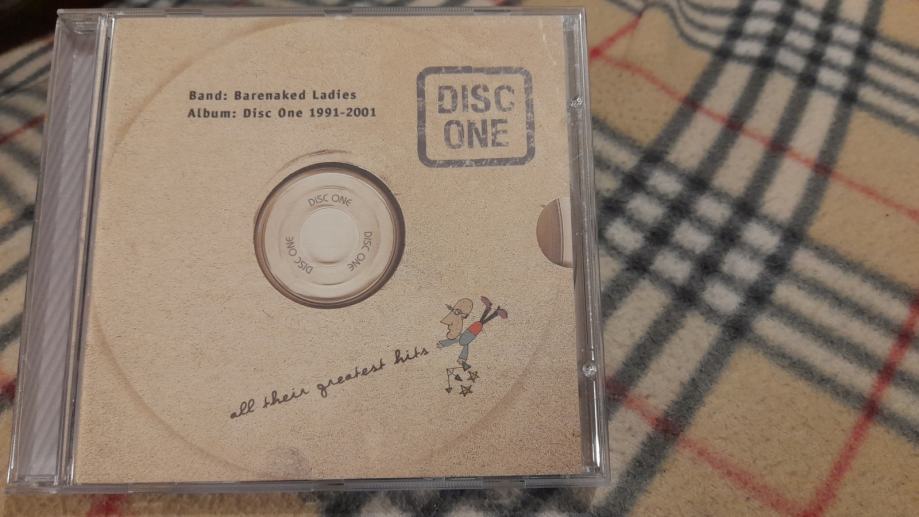 Band: Barenaked Ladies
Album: Disc One 1991-2001
DISC
ONE
DISC ONE
DISC ONE
DISC ONE
all their greatest hits